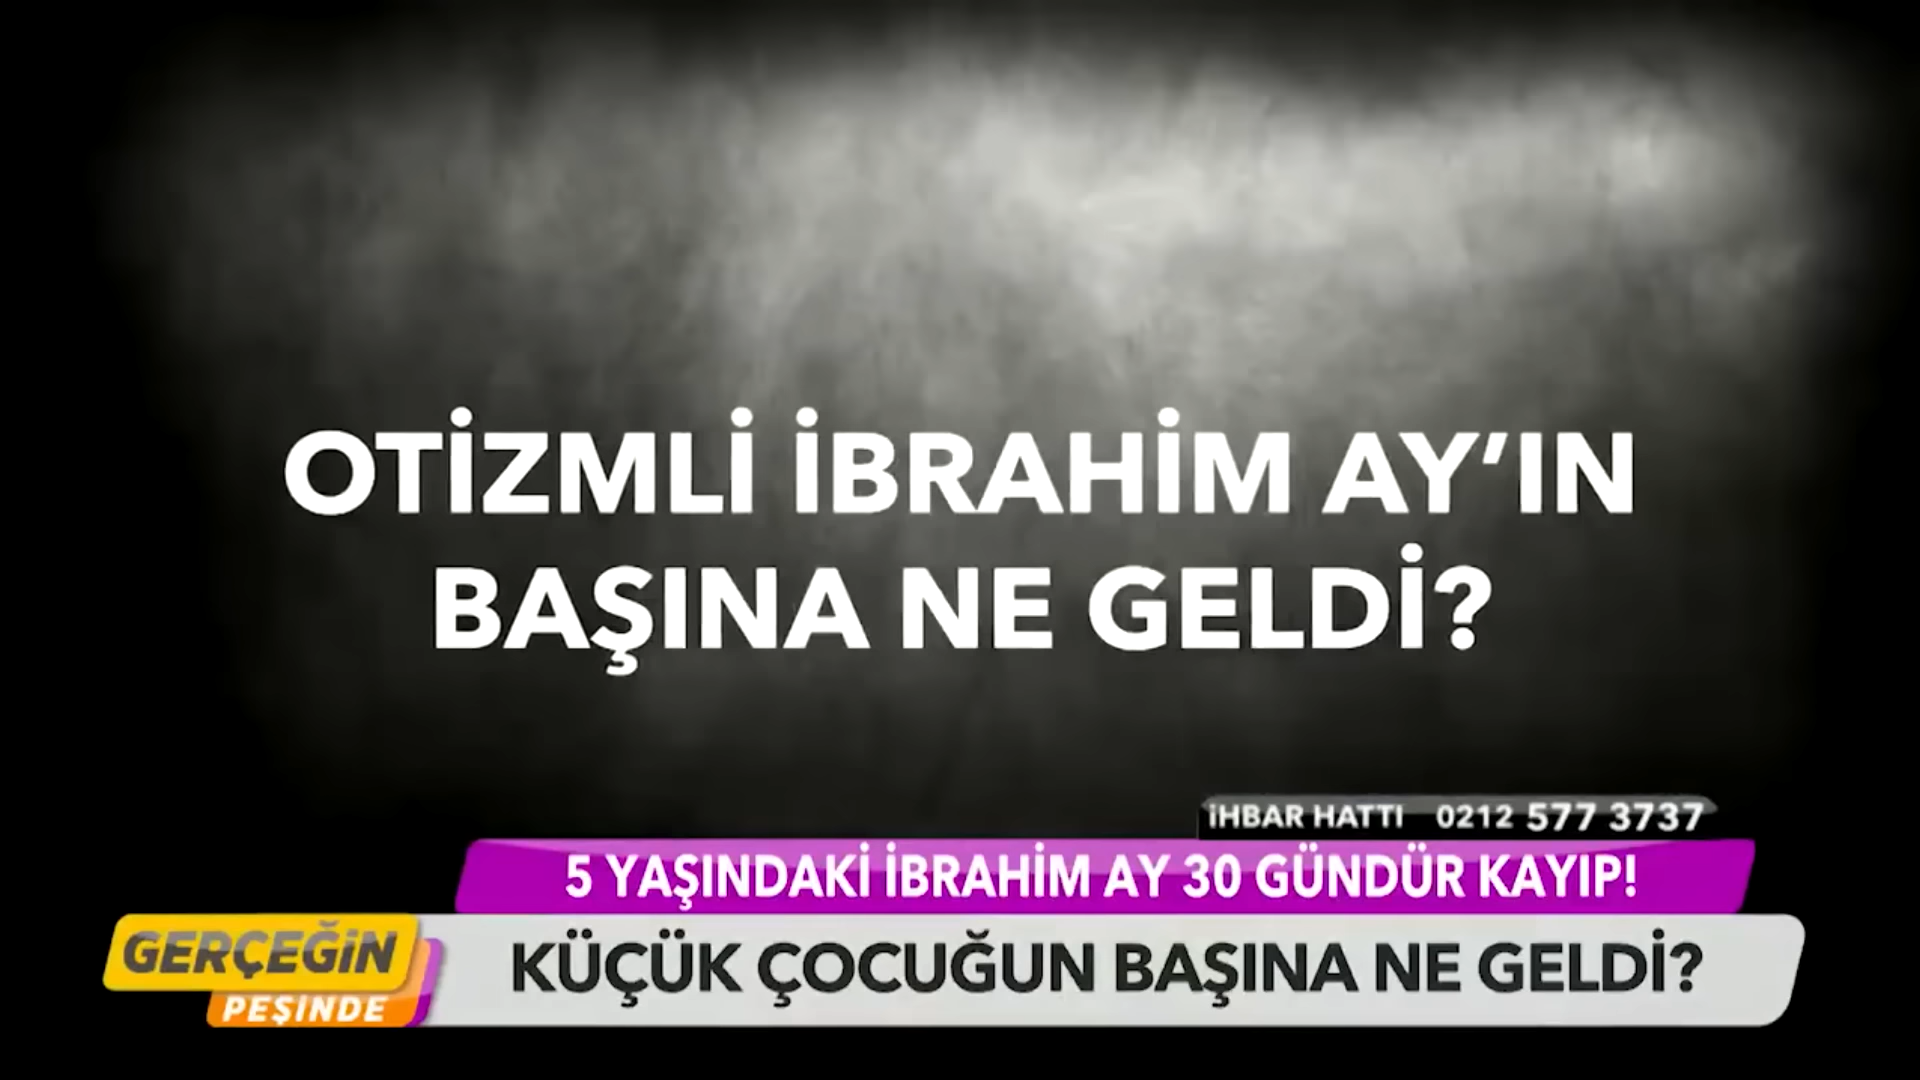 OTİZMLİ İBRAHİM AY’IN
BAŞINA NE GELDİ?
İHBAR HATTI 0212 577 3737
5 YAŞINDAKİ İBRAHİM AY 30 GÜNDÜR KAYIP!
GERÇEĞİN
PEŞİNDE
KÜÇÜK ÇOCUĞUN BAŞINA NE GELDİ?